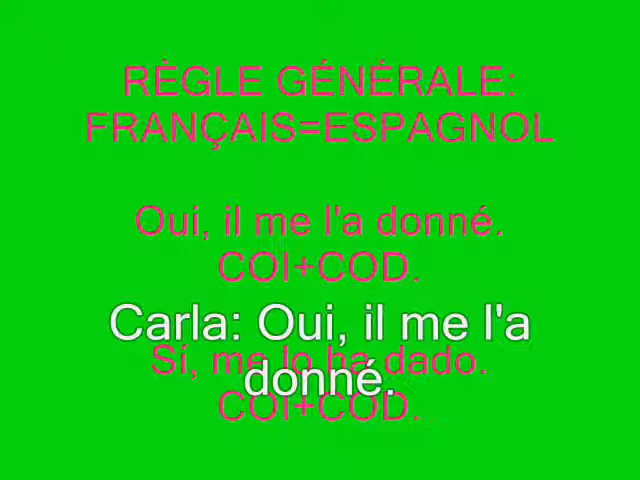 RÈGLE GÉNÉRALE:
FRANÇAIS=ESPAGNOL
Oui, il me l'a donné.
COI+COD.
Carla: Oui, il me l'a
donné.
Sí, me lo ha dado.
COI+COD.